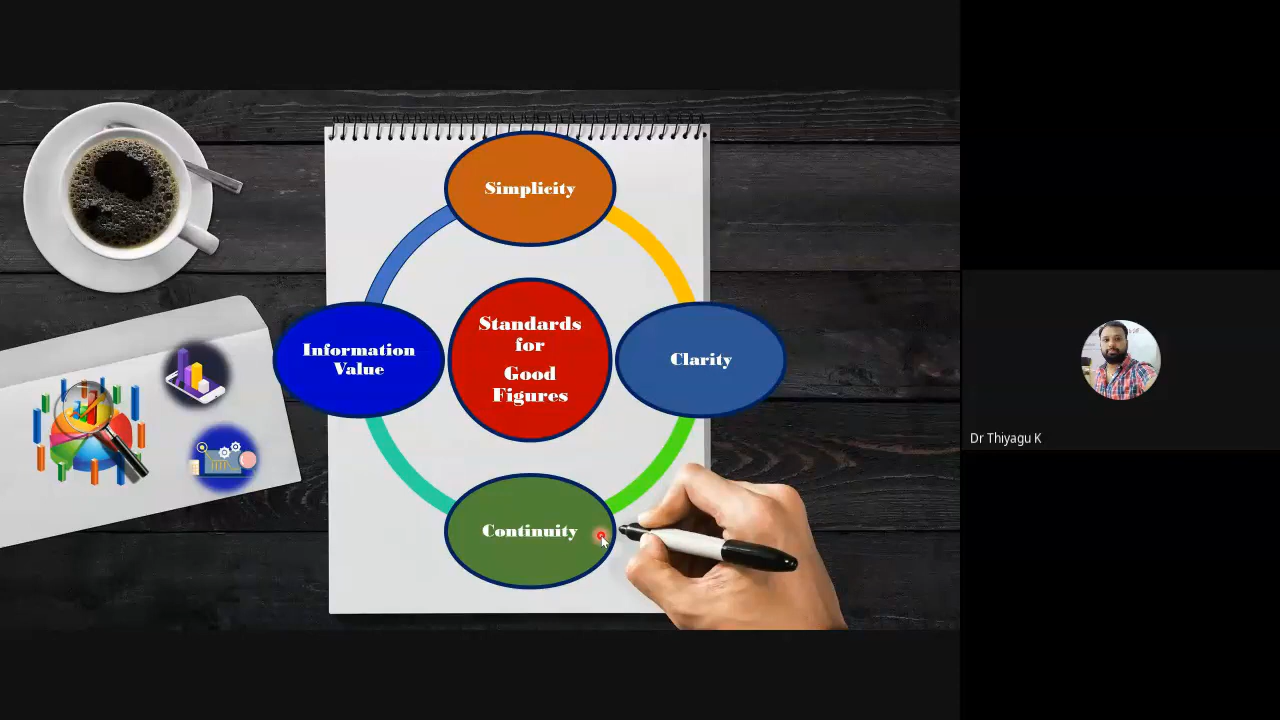 Simplicity
Standards
for
Good
Figures
Information
Value
Clarity
Continuity
Dr Thiyagu K